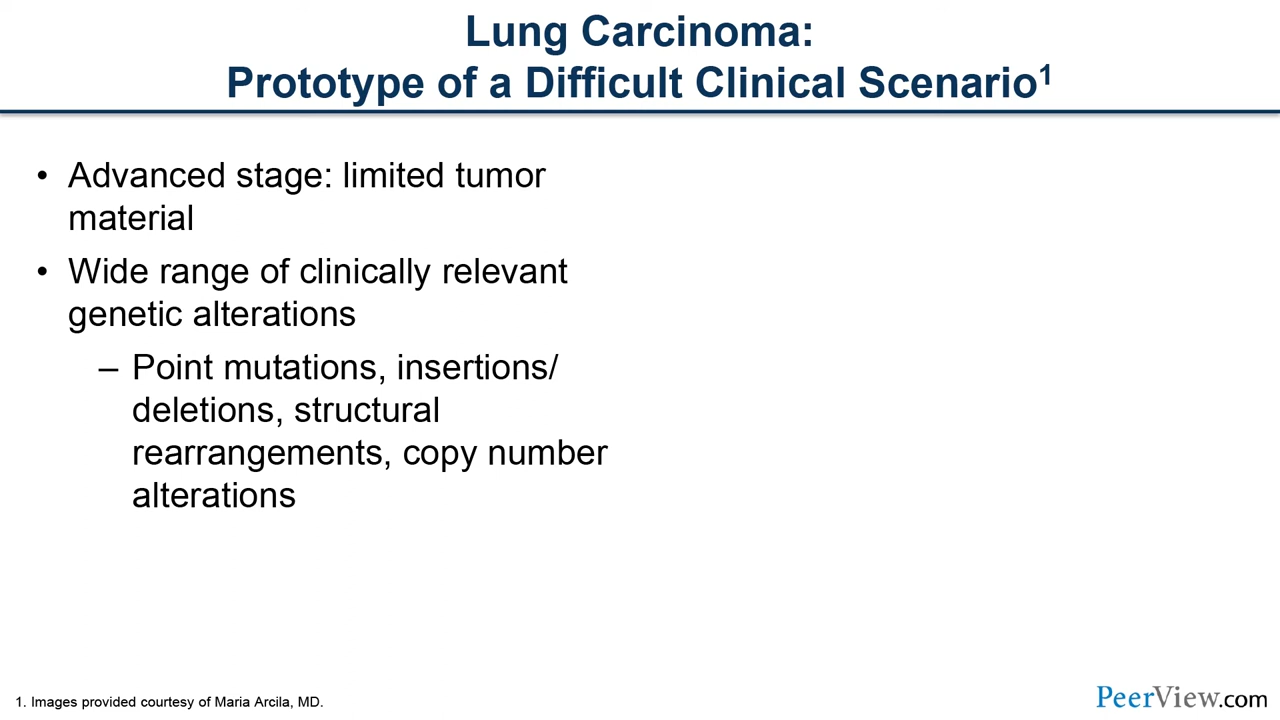 Lung Carcinoma:
Prototype of a Difficult Clinical Scenario¹
• Advanced stage: limited tumor
material
• Wide range of clinically relevant
genetic alterations
– Point mutations, insertions/
deletions, structural
rearrangements, copy number
alterations
1. Images provided courtesy of Maria Arcila, MD.
PeerView.com